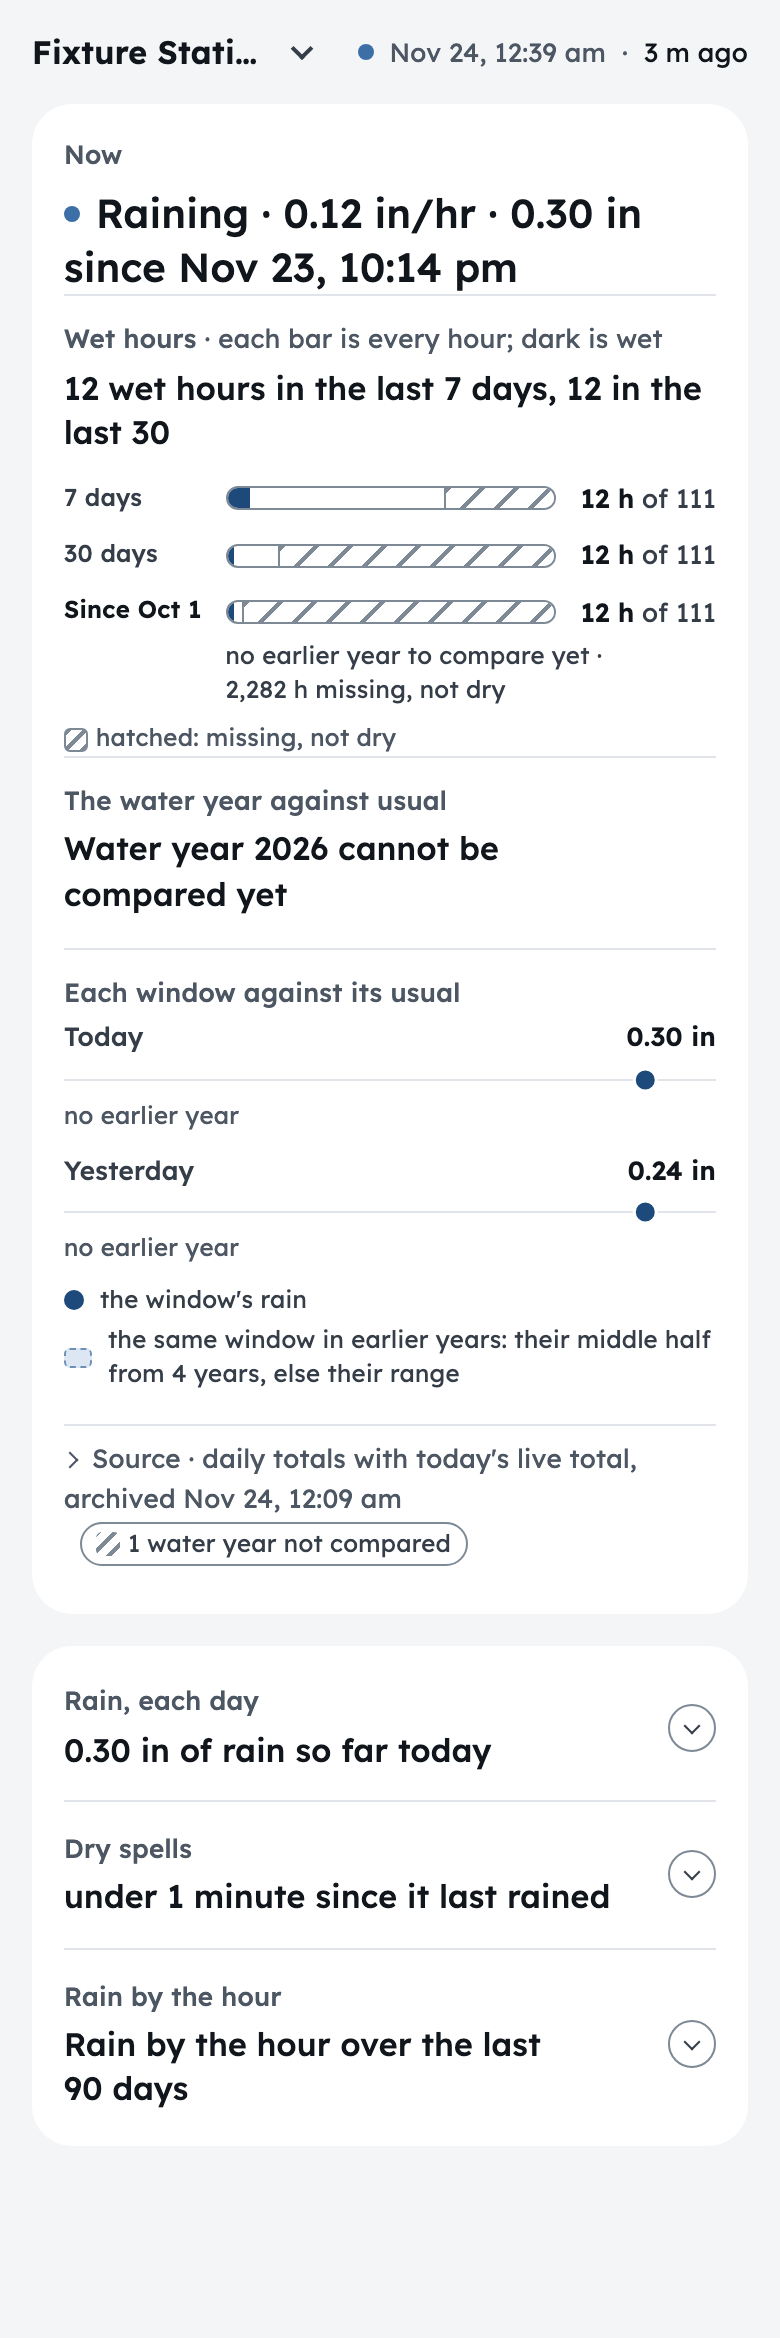 Fixture Stati...
Nov 24, 12:39 am · 3 m ago
Now
Raining · 0.12 in/hr · 0.30 in
since Nov 23, 10:14 pm
Wet hours · each bar is every hour; dark is wet
12 wet hours in the last 7 days, 12 in the
last 30
7 days 12 h of 111
30 days 12 h of 111
Since Oct 1 12 h of 111
no earlier year to compare yet ·
2,282 h missing, not dry
hatched: missing, not dry
The water year against usual
Water year 2026 cannot be
compared yet
Each window against its usual
Today 0.30 in
no earlier year
Yesterday 0.24 in
no earlier year
the window's rain
the same window in earlier years: their middle half
from 4 years, else their range
Source · daily totals with today's live total,
archived Nov 24, 12:09 am
1 water year not compared
Rain, each day
0.30 in of rain so far today
Dry spells
under 1 minute since it last rained
Rain by the hour
Rain by the hour over the last
90 days